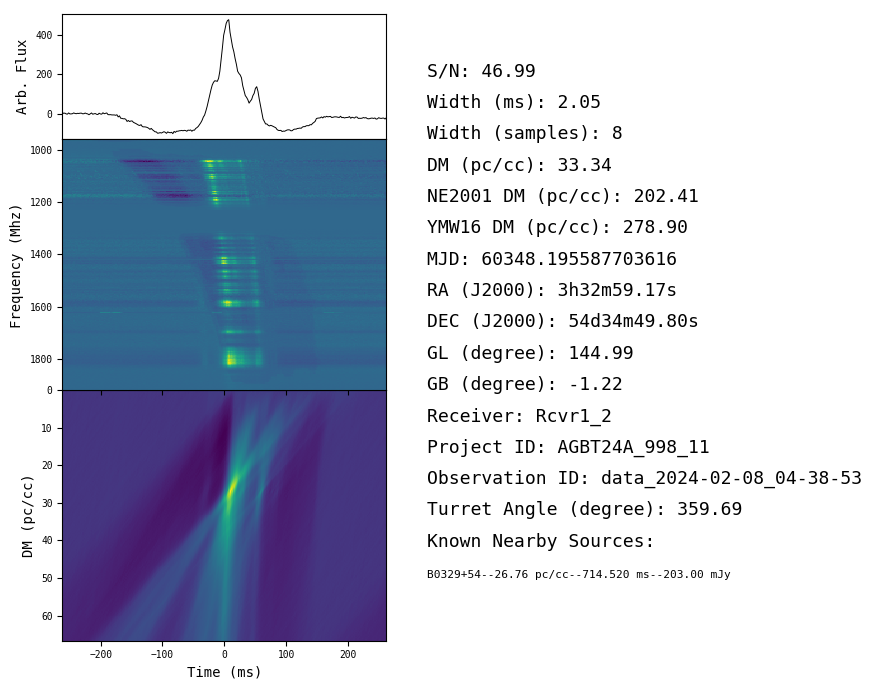 400
200
0
Arb. Flux
1000
1200
1400
1600
1800
0
Frequency (Mhz)
10
20
30
40
50
60
DM (pc/cc)
−200
−100
0
100
200
Time (ms)
S/N: 46.99
Width (ms): 2.05
Width (samples): 8
DM (pc/cc): 33.34
NE2001 DM (pc/cc): 202.41
YMW16 DM (pc/cc): 278.90
MJD: 60348.195587703616
RA (J2000): 3h32m59.17s
DEC (J2000): 54d34m49.80s
GL (degree): 144.99
GB (degree): -1.22
Receiver: Rcvr1_2
Project ID: AGBT24A_998_11
Observation ID: data_2024-02-08_04-38-53
Turret Angle (degree): 359.69
Known Nearby Sources:
B0329+54--26.76 pc/cc--714.520 ms--203.00 mJy